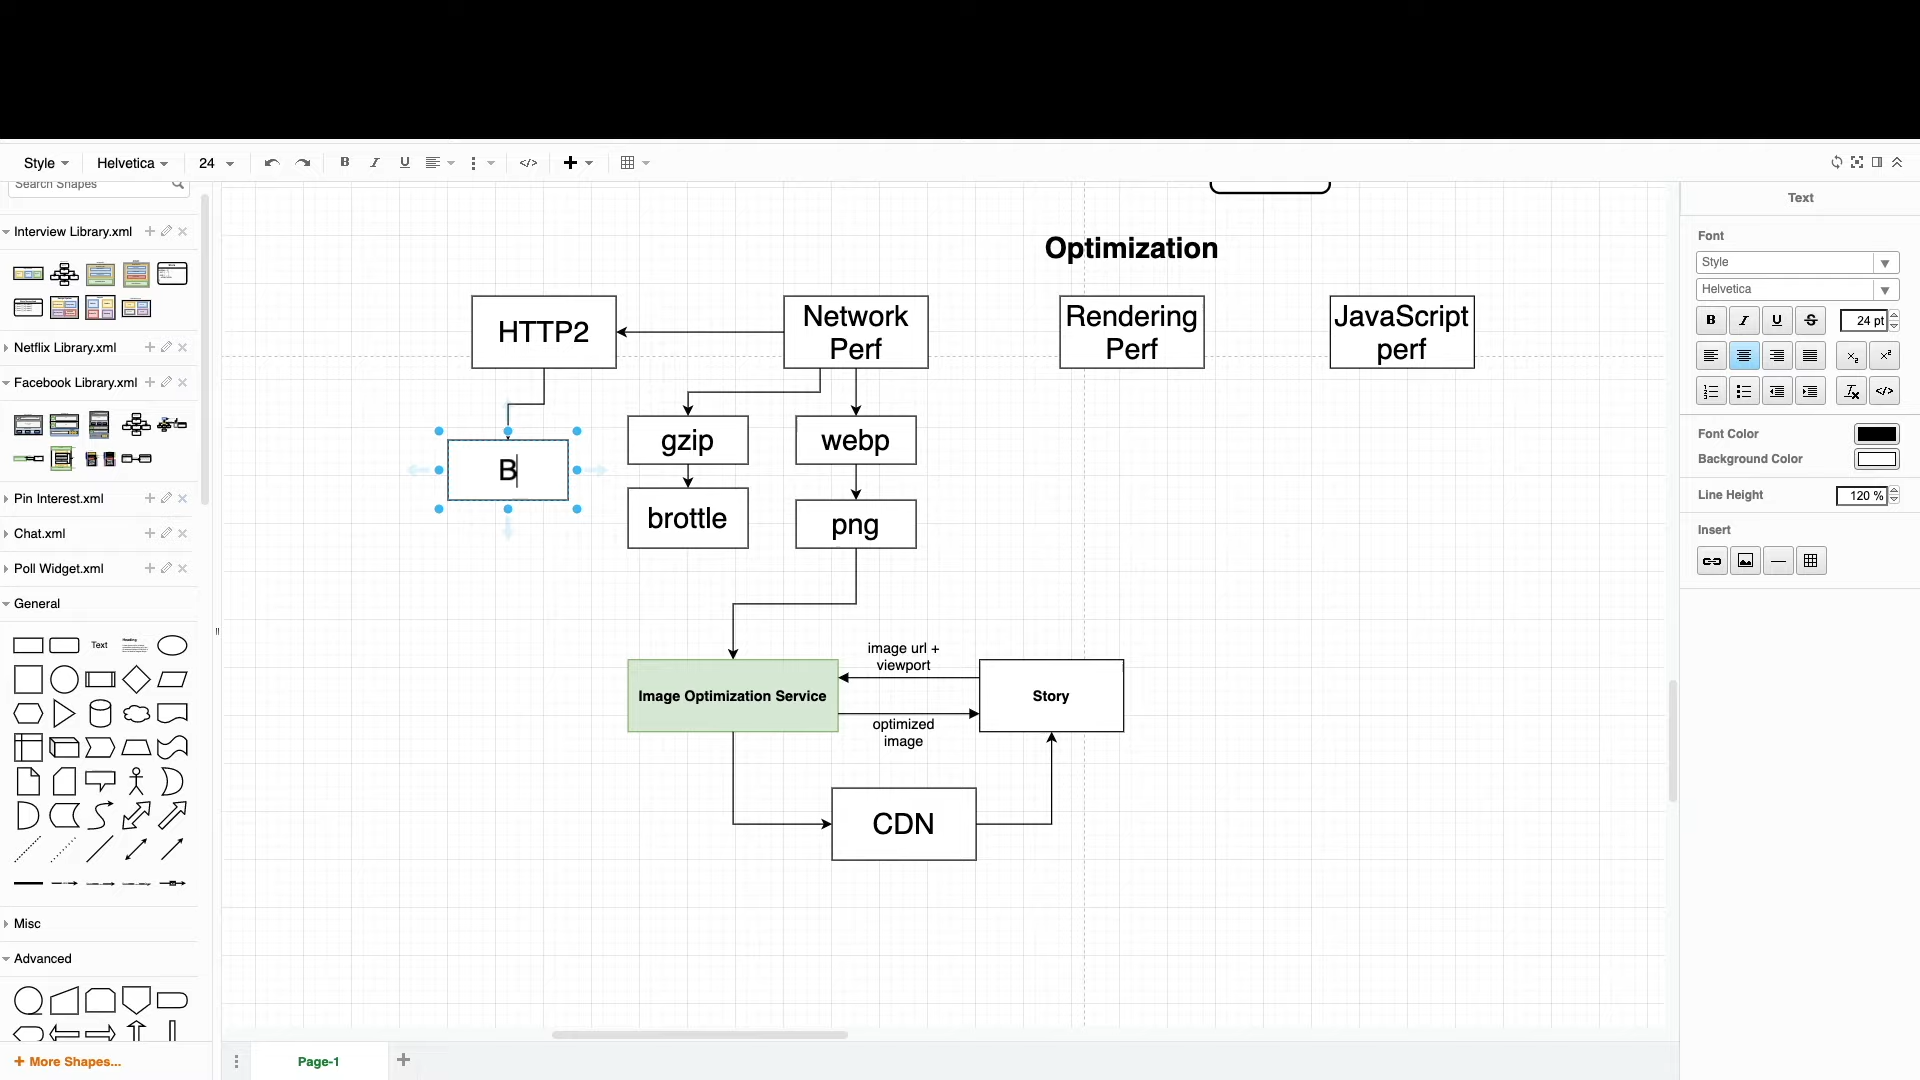 Style
Helvetica
24
B
I
U
Search Shapes
Interview Library.xml
Netflix Library.xml
Facebook Library.xml
Pin Interest.xml
Chat.xml
Poll Widget.xml
General
Text
Heading
Misc
Advanced
+ More Shapes...
Optimization
HTTP2
Network
Perf
Rendering
Perf
JavaScript
perf
B
gzip
webp
brottle
png
image url +
viewport
Image Optimization Service
Story
optimized
image
CDN
Page-1
Text
Font
Style
Helvetica
B
I
U
S
24 pt
Font Color
Background Color
Line Height
120 %
Insert